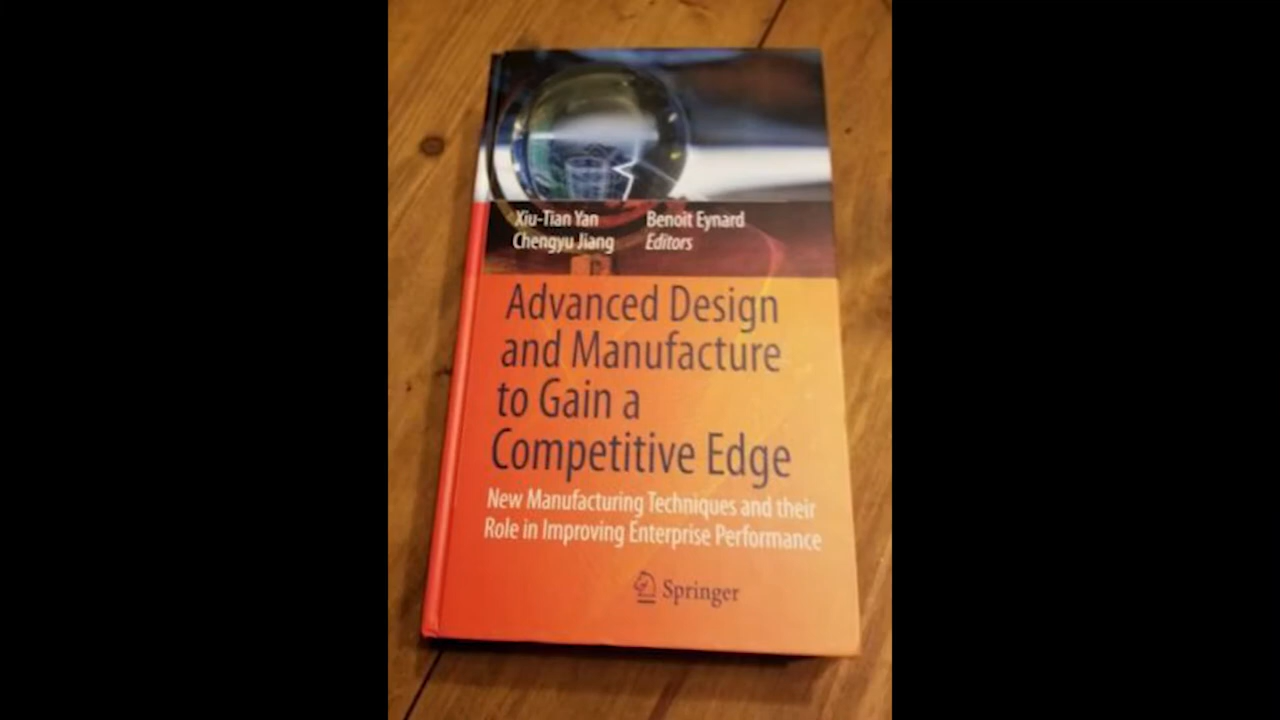 Xiu-Tian Yan
Chengyu Jiang
Benoit Eynard
Editors
Advanced Design
and Manufacture
to Gain a
Competitive Edge
New Manufacturing Techniques and their
Role in Improving Enterprise Performance
Springer